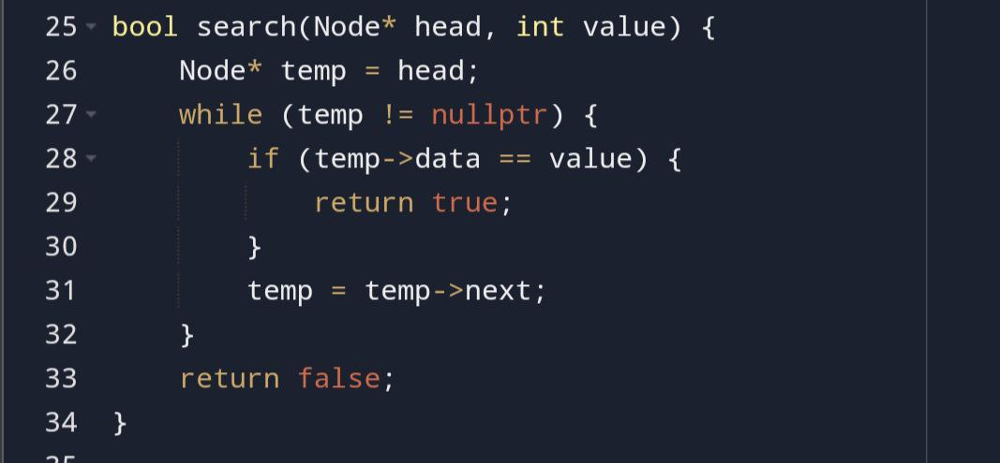 25 bool search(Node* head, int value) {
26     Node* temp = head;
27     while (temp != nullptr) {
28         if (temp->data == value) {
29             return true;
30         }
31         temp = temp->next;
32     }
33     return false;
34 }